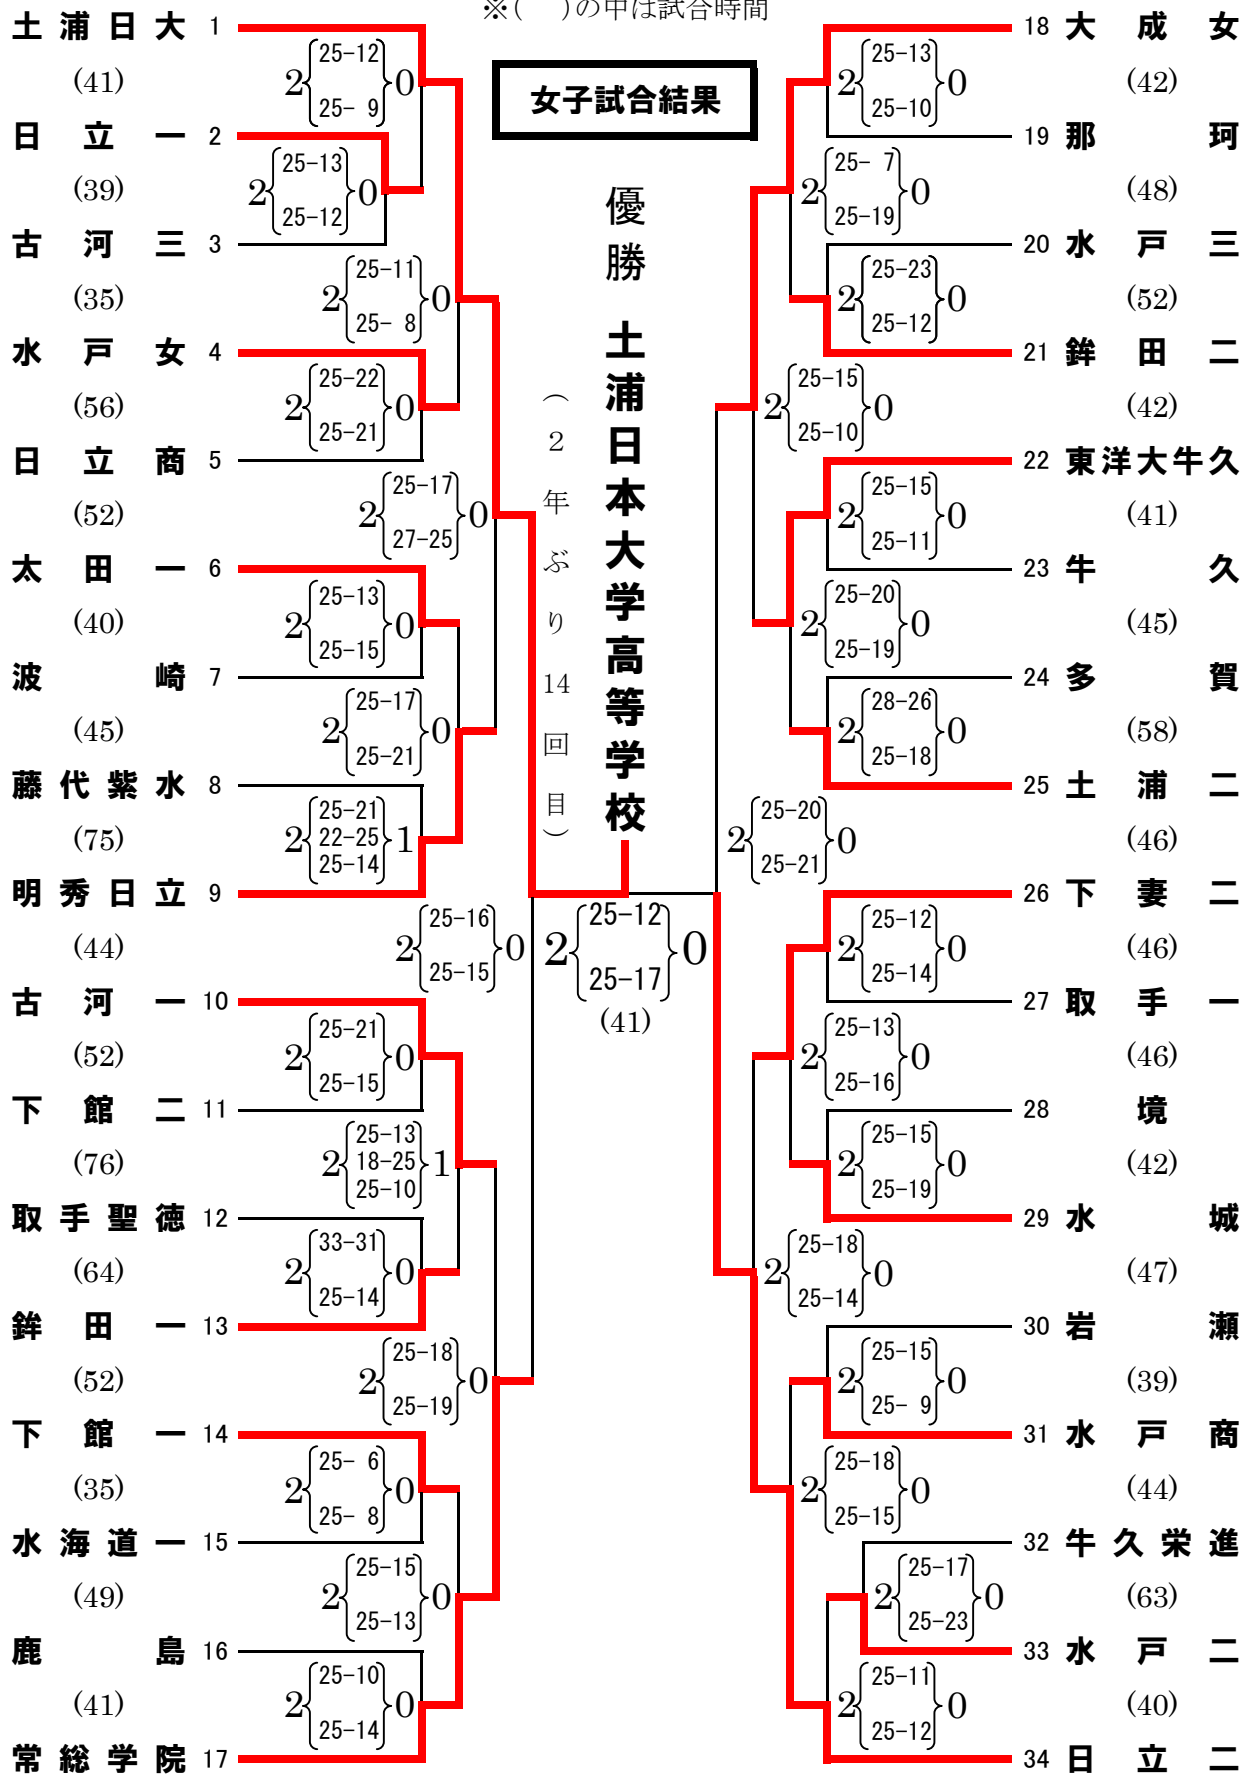 ※(　)の中は試合時間
女子試合結果
優勝 土浦日本大学高等学校
（2年ぶり14回目）
土浦日大 1
2 25-12 25- 9 0
(41)
日立一 2
2 25-13 25-12 0
(39)
古河三 3
2 25-11 25- 8 0
(35)
水戸女 4
2 25-22 25-21 0
(56)
日立商 5
2 25-17 27-25 0
(52)
太田一 6
2 25-13 25-15 0
(40)
波崎 7
2 25-17 25-21 0
(45)
藤代紫水 8
2 25-21 22-25 25-14 1
(75)
明秀日立 9
2 25-16 25-15 0
(44)
古河一 10
2 25-21 25-15 0
(52)
下館二 11
2 25-13 18-25 25-10 1
(76)
取手聖徳 12
2 33-31 25-14 0
(64)
鉾田一 13
2 25-18 25-19 0
(52)
下館一 14
2 25- 6 25- 8 0
(35)
水海道一 15
2 25-15 25-13 0
(49)
鹿島 16
2 25-10 25-14 0
(41)
常総学院 17
2 25-12 25-17 0
(41)
18 大成女
2 25-13 25-10 0
(42)
19 那珂
2 25- 7 25-19 0
(48)
20 水戸三
2 25-23 25-12 0
(52)
21 鉾田二
2 25-15 25-10 0
(42)
22 東洋大牛久
2 25-15 25-11 0
(41)
23 牛久
2 25-20 25-19 0
(45)
24 多賀
2 28-26 25-18 0
(58)
25 土浦二
2 25-20 25-21 0
(46)
26 下妻二
2 25-12 25-14 0
(46)
27 取手一
2 25-13 25-16 0
(46)
28 境
2 25-15 25-19 0
(42)
29 水城
2 25-18 25-14 0
(47)
30 岩瀬
2 25-15 25- 9 0
(39)
31 水戸商
2 25-18 25-15 0
(44)
32 牛久栄進
2 25-17 25-23 0
(63)
33 水戸二
2 25-11 25-12 0
(40)
34 日立二